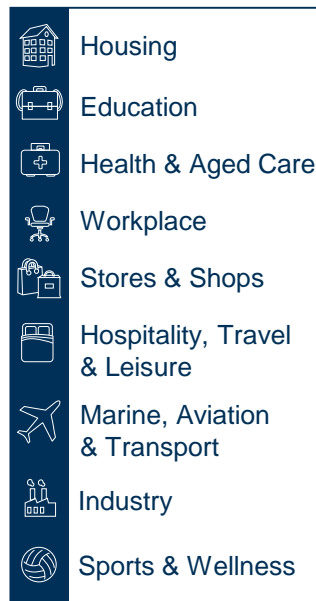 Housing
Education
Health & Aged Care
Workplace
Stores & Shops
Hospitality, Travel
& Leisure
Marine, Aviation
& Transport
Industry
Sports & Wellness